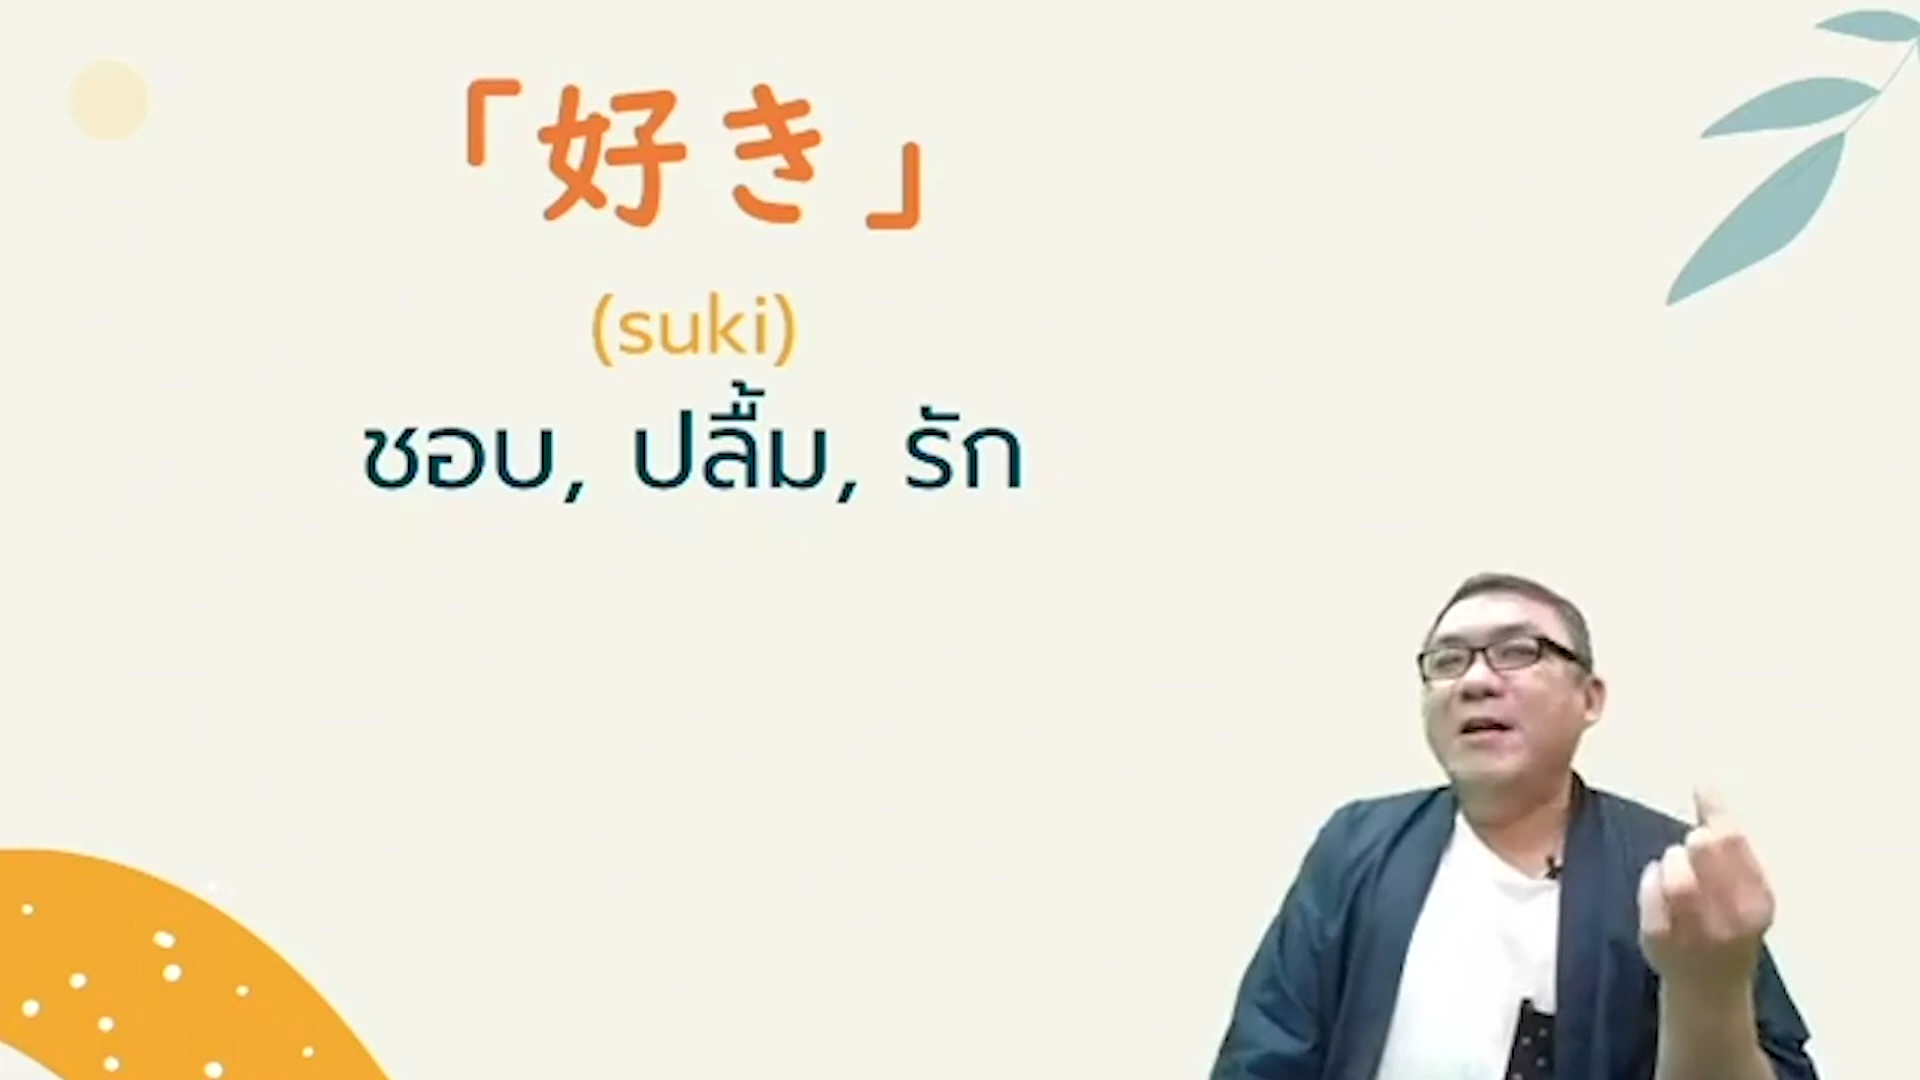 「好き」
(suki)
ชอบ, ปลื้ม, รัก